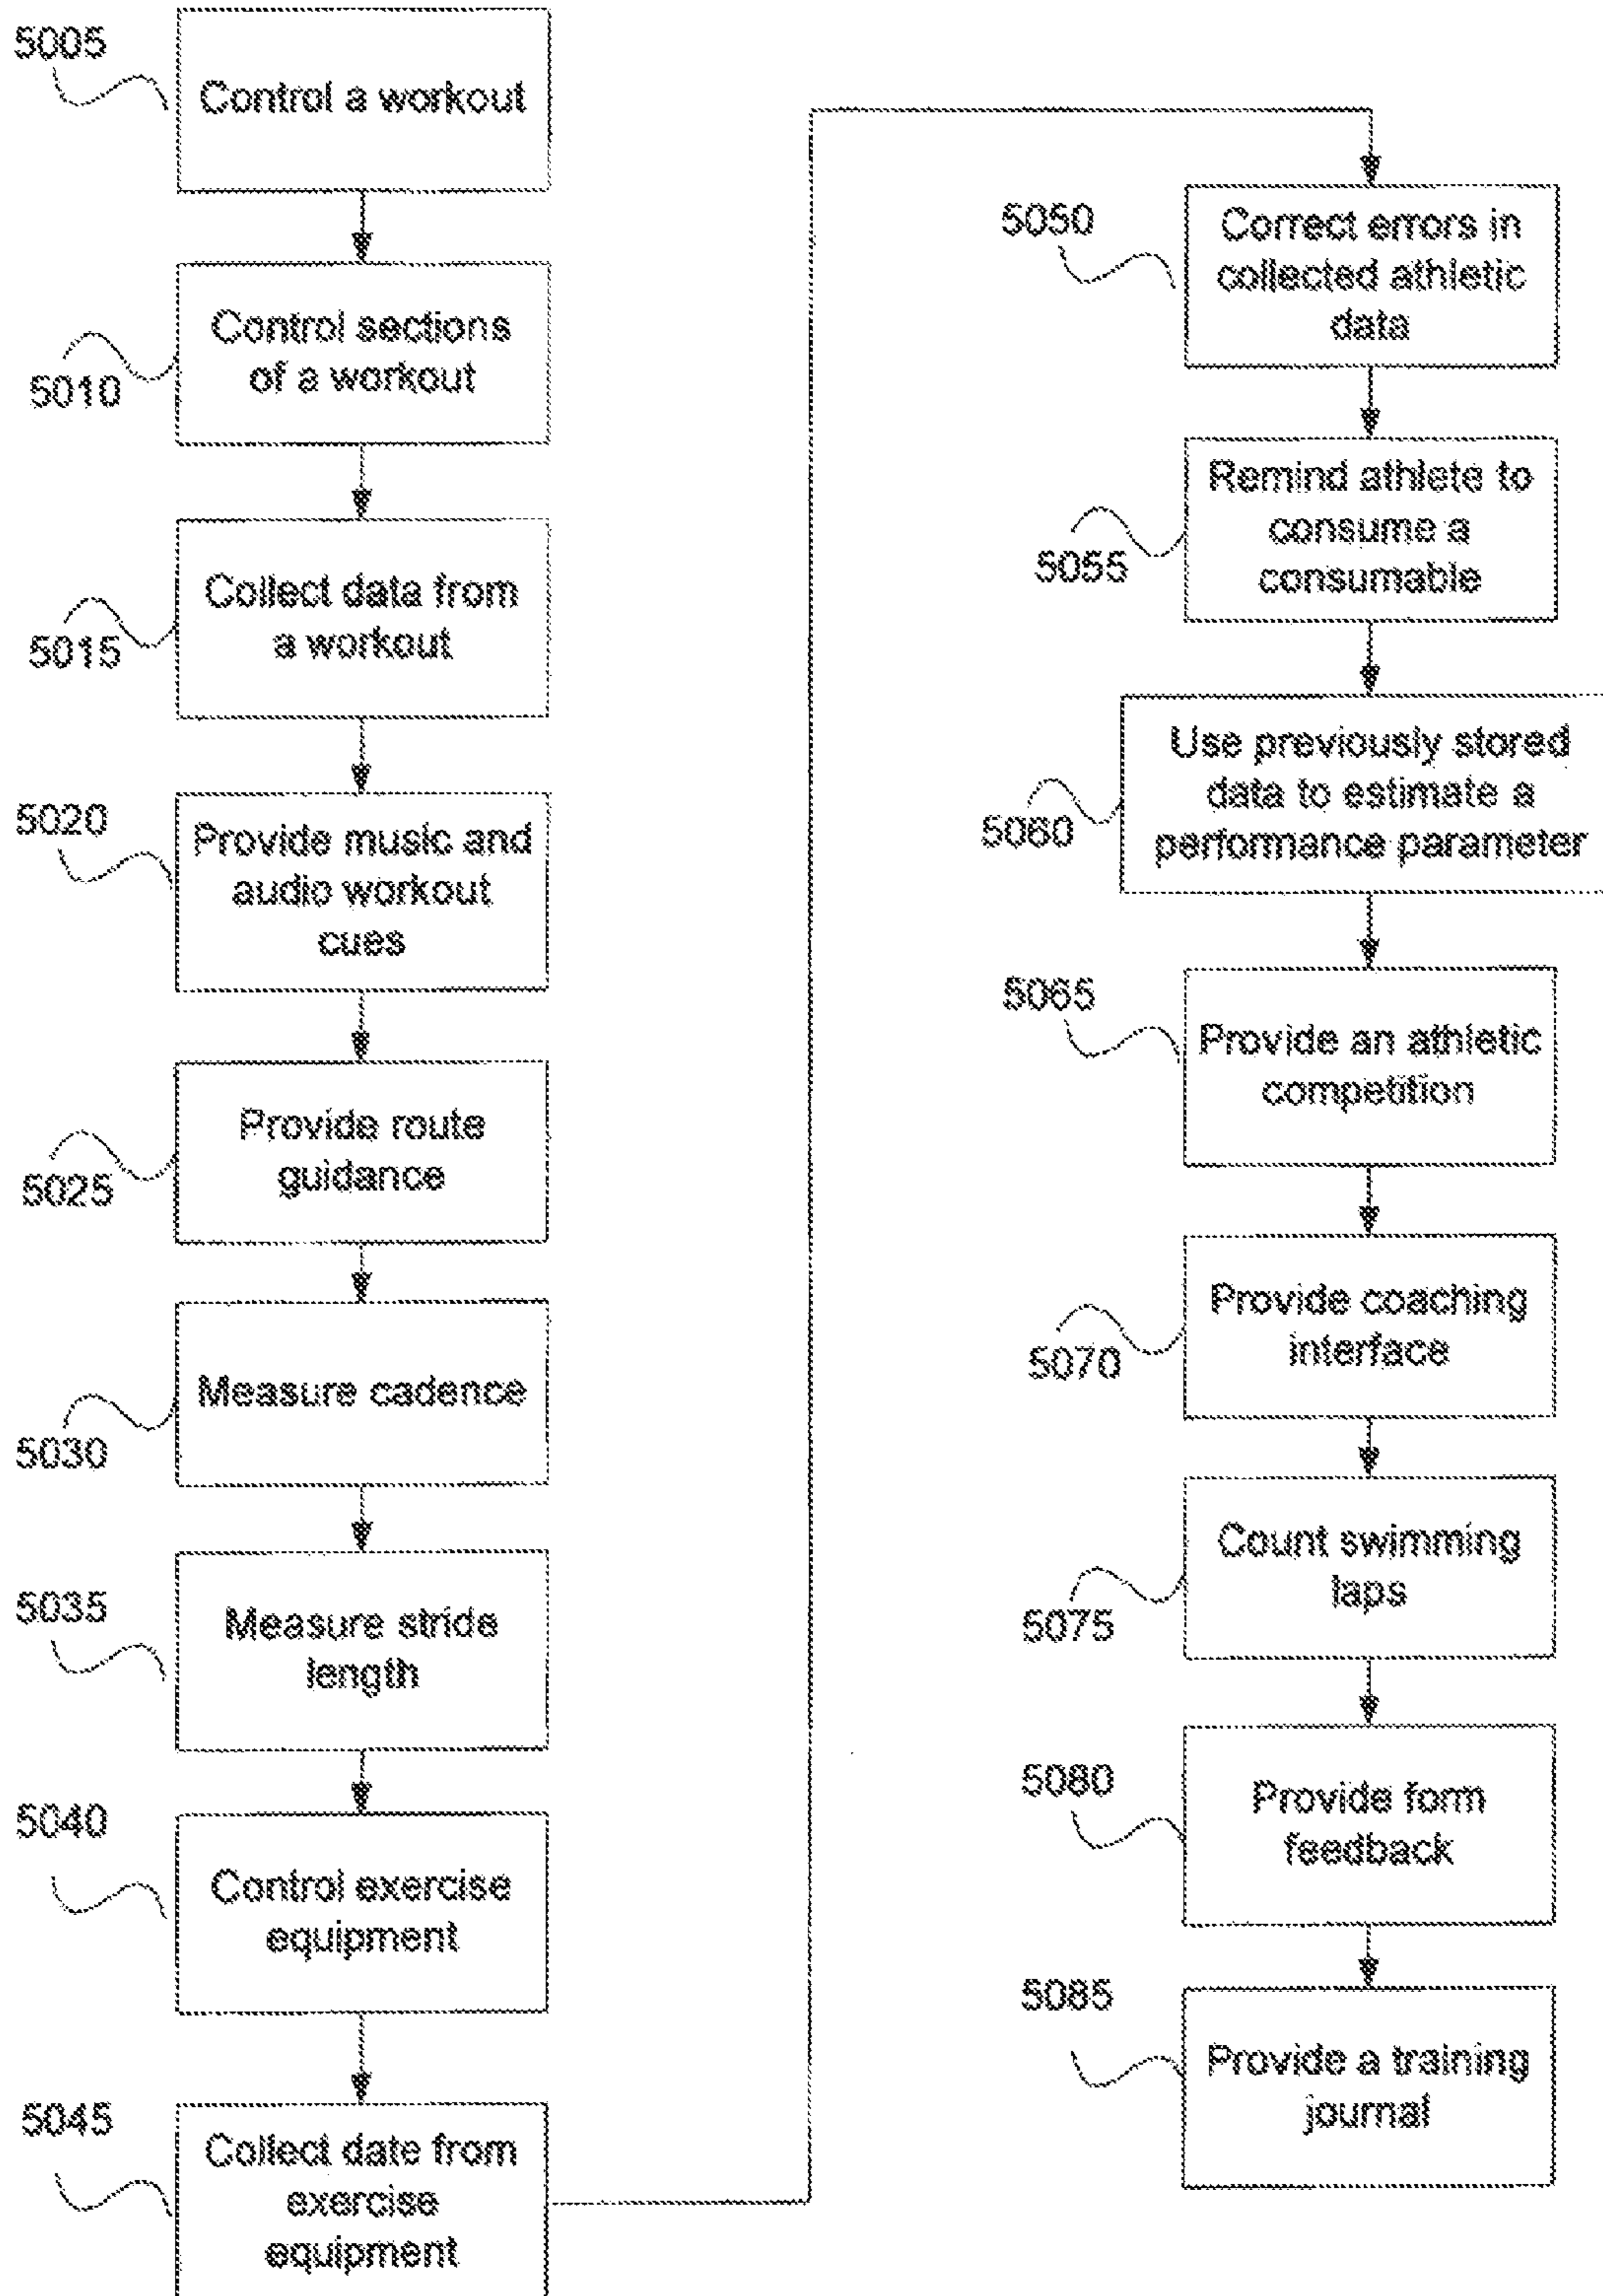 5005
Control a workout
5010
Control sections
of a workout
5015
Collect data from
a workout
5020
Provide music and
audio workout
cues
5025
Provide route
guidance
5030
Measure cadence
5035
Measure stride
length
5040
Control exercise
equipment
5045
Collect date from
exercise
equipment
5050
Correct errors in
collected athletic
data
5055
Remind athlete to
consume a
consumable
5060
Use previously stored
data to estimate a
performance parameter
5065
Provide an athletic
competition
5070
Provide coaching
interface
5075
Count swimming
laps
5080
Provide form
feedback
5085
Provide a training
journal